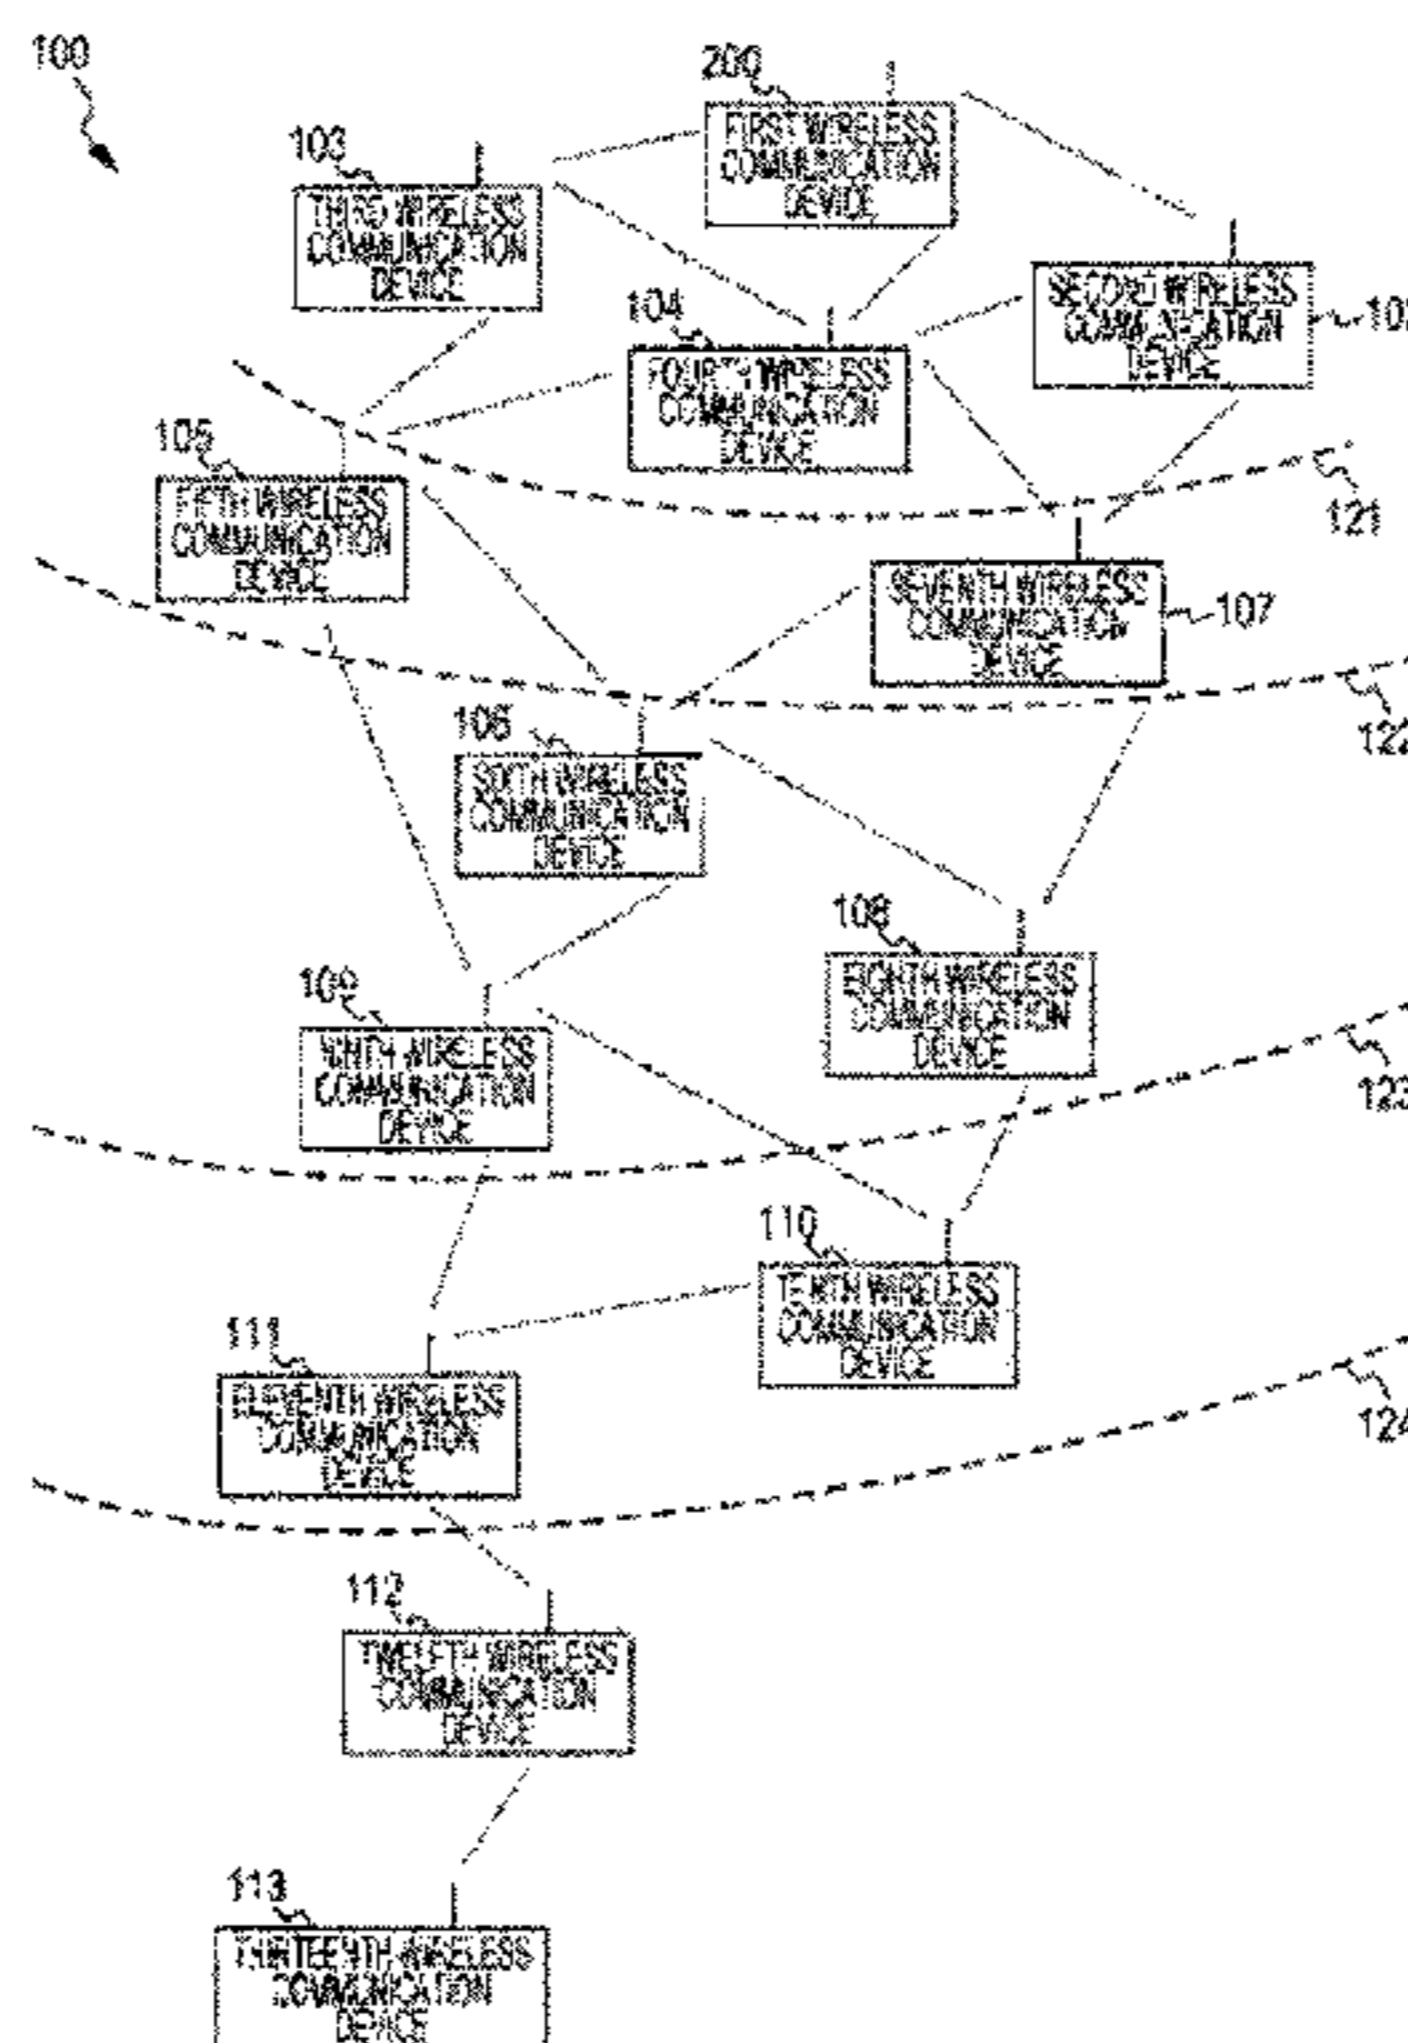 100
200
FIRST WIRELESS
COMMUNICATION
DEVICE
103
THIRD WIRELESS
COMMUNICATION
DEVICE
SECOND WIRELESS
COMMUNICATION
DEVICE
104
FOURTH WIRELESS
COMMUNICATION
DEVICE
105
FIFTH WIRELESS
COMMUNICATION
DEVICE
121
SEVENTH WIRELESS
COMMUNICATION
DEVICE
107
122
106
SIXTH WIRELESS
COMMUNICATION
DEVICE
108
EIGHTH WIRELESS
COMMUNICATION
DEVICE
109
NINTH WIRELESS
COMMUNICATION
DEVICE
123
110
TENTH WIRELESS
COMMUNICATION
DEVICE
111
ELEVENTH WIRELESS
COMMUNICATION
DEVICE
124
112
TWELFTH WIRELESS
COMMUNICATION
DEVICE
113
THIRTEENTH WIRELESS
COMMUNICATION
DEVICE